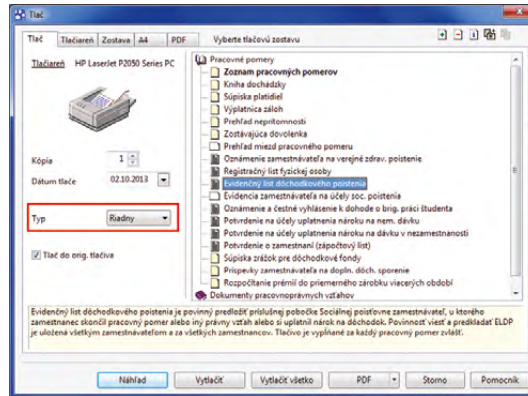 Tlač
Tlač Tlačiareň Zostava A4 PDF
Vyberte tlačovú zostavu
Tlačiareň HP LaserJet P2050 Series PC
Kópia 1
Dátum tlače 02.10.2013
Typ Riadny
Tlač do orig. tlačiva
Pracovné pomery
Zoznam pracovných pomerov
Kniha dochádzky
Súpiska platidiel
Výplatnica záloh
Prehľad neprítomnosti
Zostávajúca dovolenka
Prehľad miezd pracovného pomeru
Oznámenie zamestnávateľa na verejné zdrav. poistenie
Registračný list fyzickej osoby
Evidenčný list dôchodkového poistenia
Evidencia zamestnávateľa na účely soc. poistenia
Oznámenie a čestné vyhlásenie k dohode o brig. práci študenta
Potvrdenie na účely uplatnenia nároku na nem. dávku
Potvrdenie na účely uplatnenia nároku na dávku v nezamestnanosti
Potvrdenie o zamestnaní (zápočtový list)
Súpiska zrážok pre dôchodkové fondy
Príspevky zamestnávateľa na dopln. dôch. sporenie
Rozpočítanie prémií do priemerného zárobku viacerých období
Dokumenty pracovnoprávnych vzťahov
Evidenčný list dôchodkového poistenia je povinný predložiť príslušnej pobočke Sociálnej poisťovne zamestnávateľ, u ktorého
zamestnanec skončil pracovný pomer alebo iný právny vzťah alebo si uplatnil nárok na dôchodok. Povinnosť viesť a predkladať ELDP
je uložená všetkým zamestnávateľom a za všetkých zamestnancov. Tlačivo je vypĺňané za každý pracovný pomer zvlášť.
Náhľad Vytlačiť Vytlačiť všetko PDF Storno Pomocník